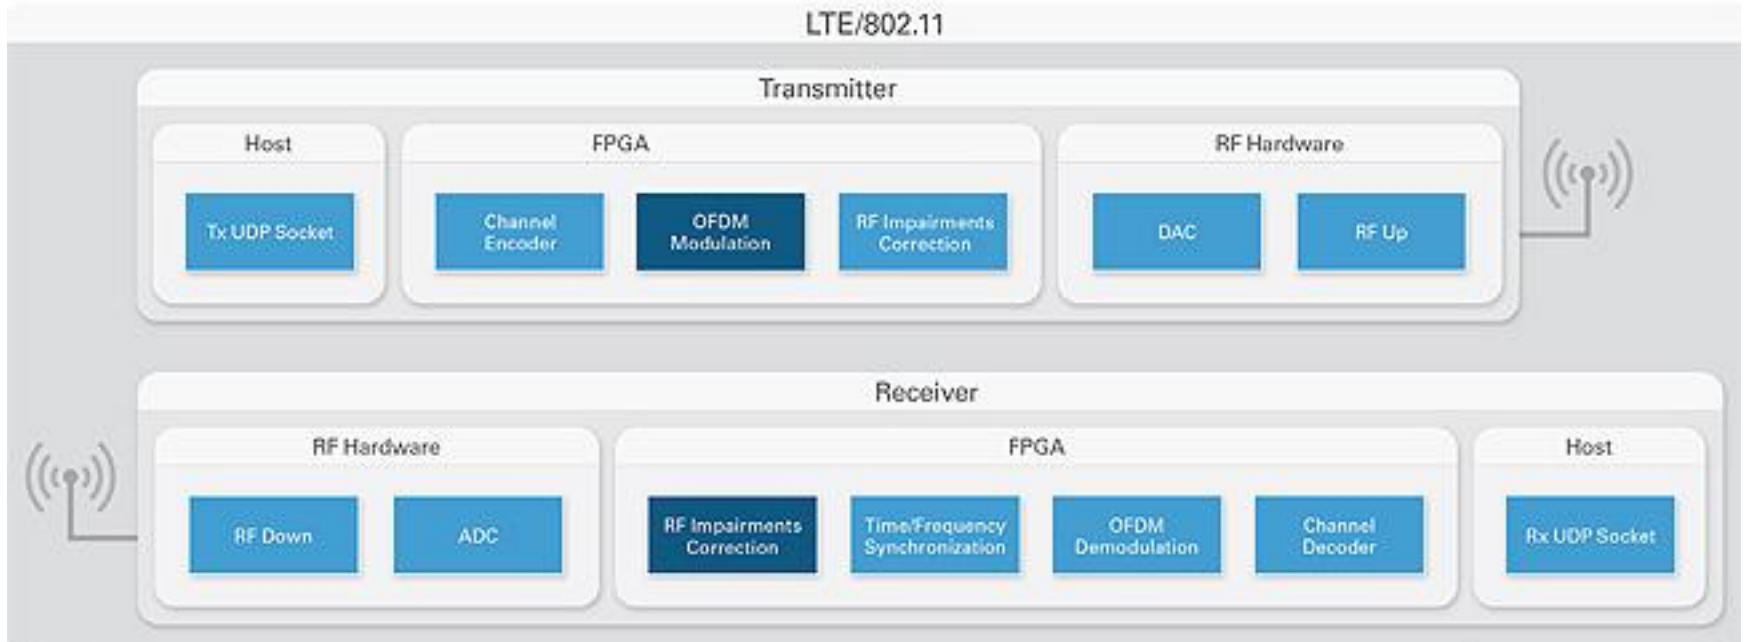 LTE/802.11
Transmitter
Host
FPGA
RF Hardware
Tx UDP Socket
Channel
Encoder
OFDM
Modulation
RF Impairments
Correction
DAC
RF Up
Receiver
RF Hardware
FPGA
Host
RF Down
ADC
RF Impairments
Correction
Time/Frequency
Synchronization
OFDM
Demodulation
Channel
Decoder
Rx UDP Socket